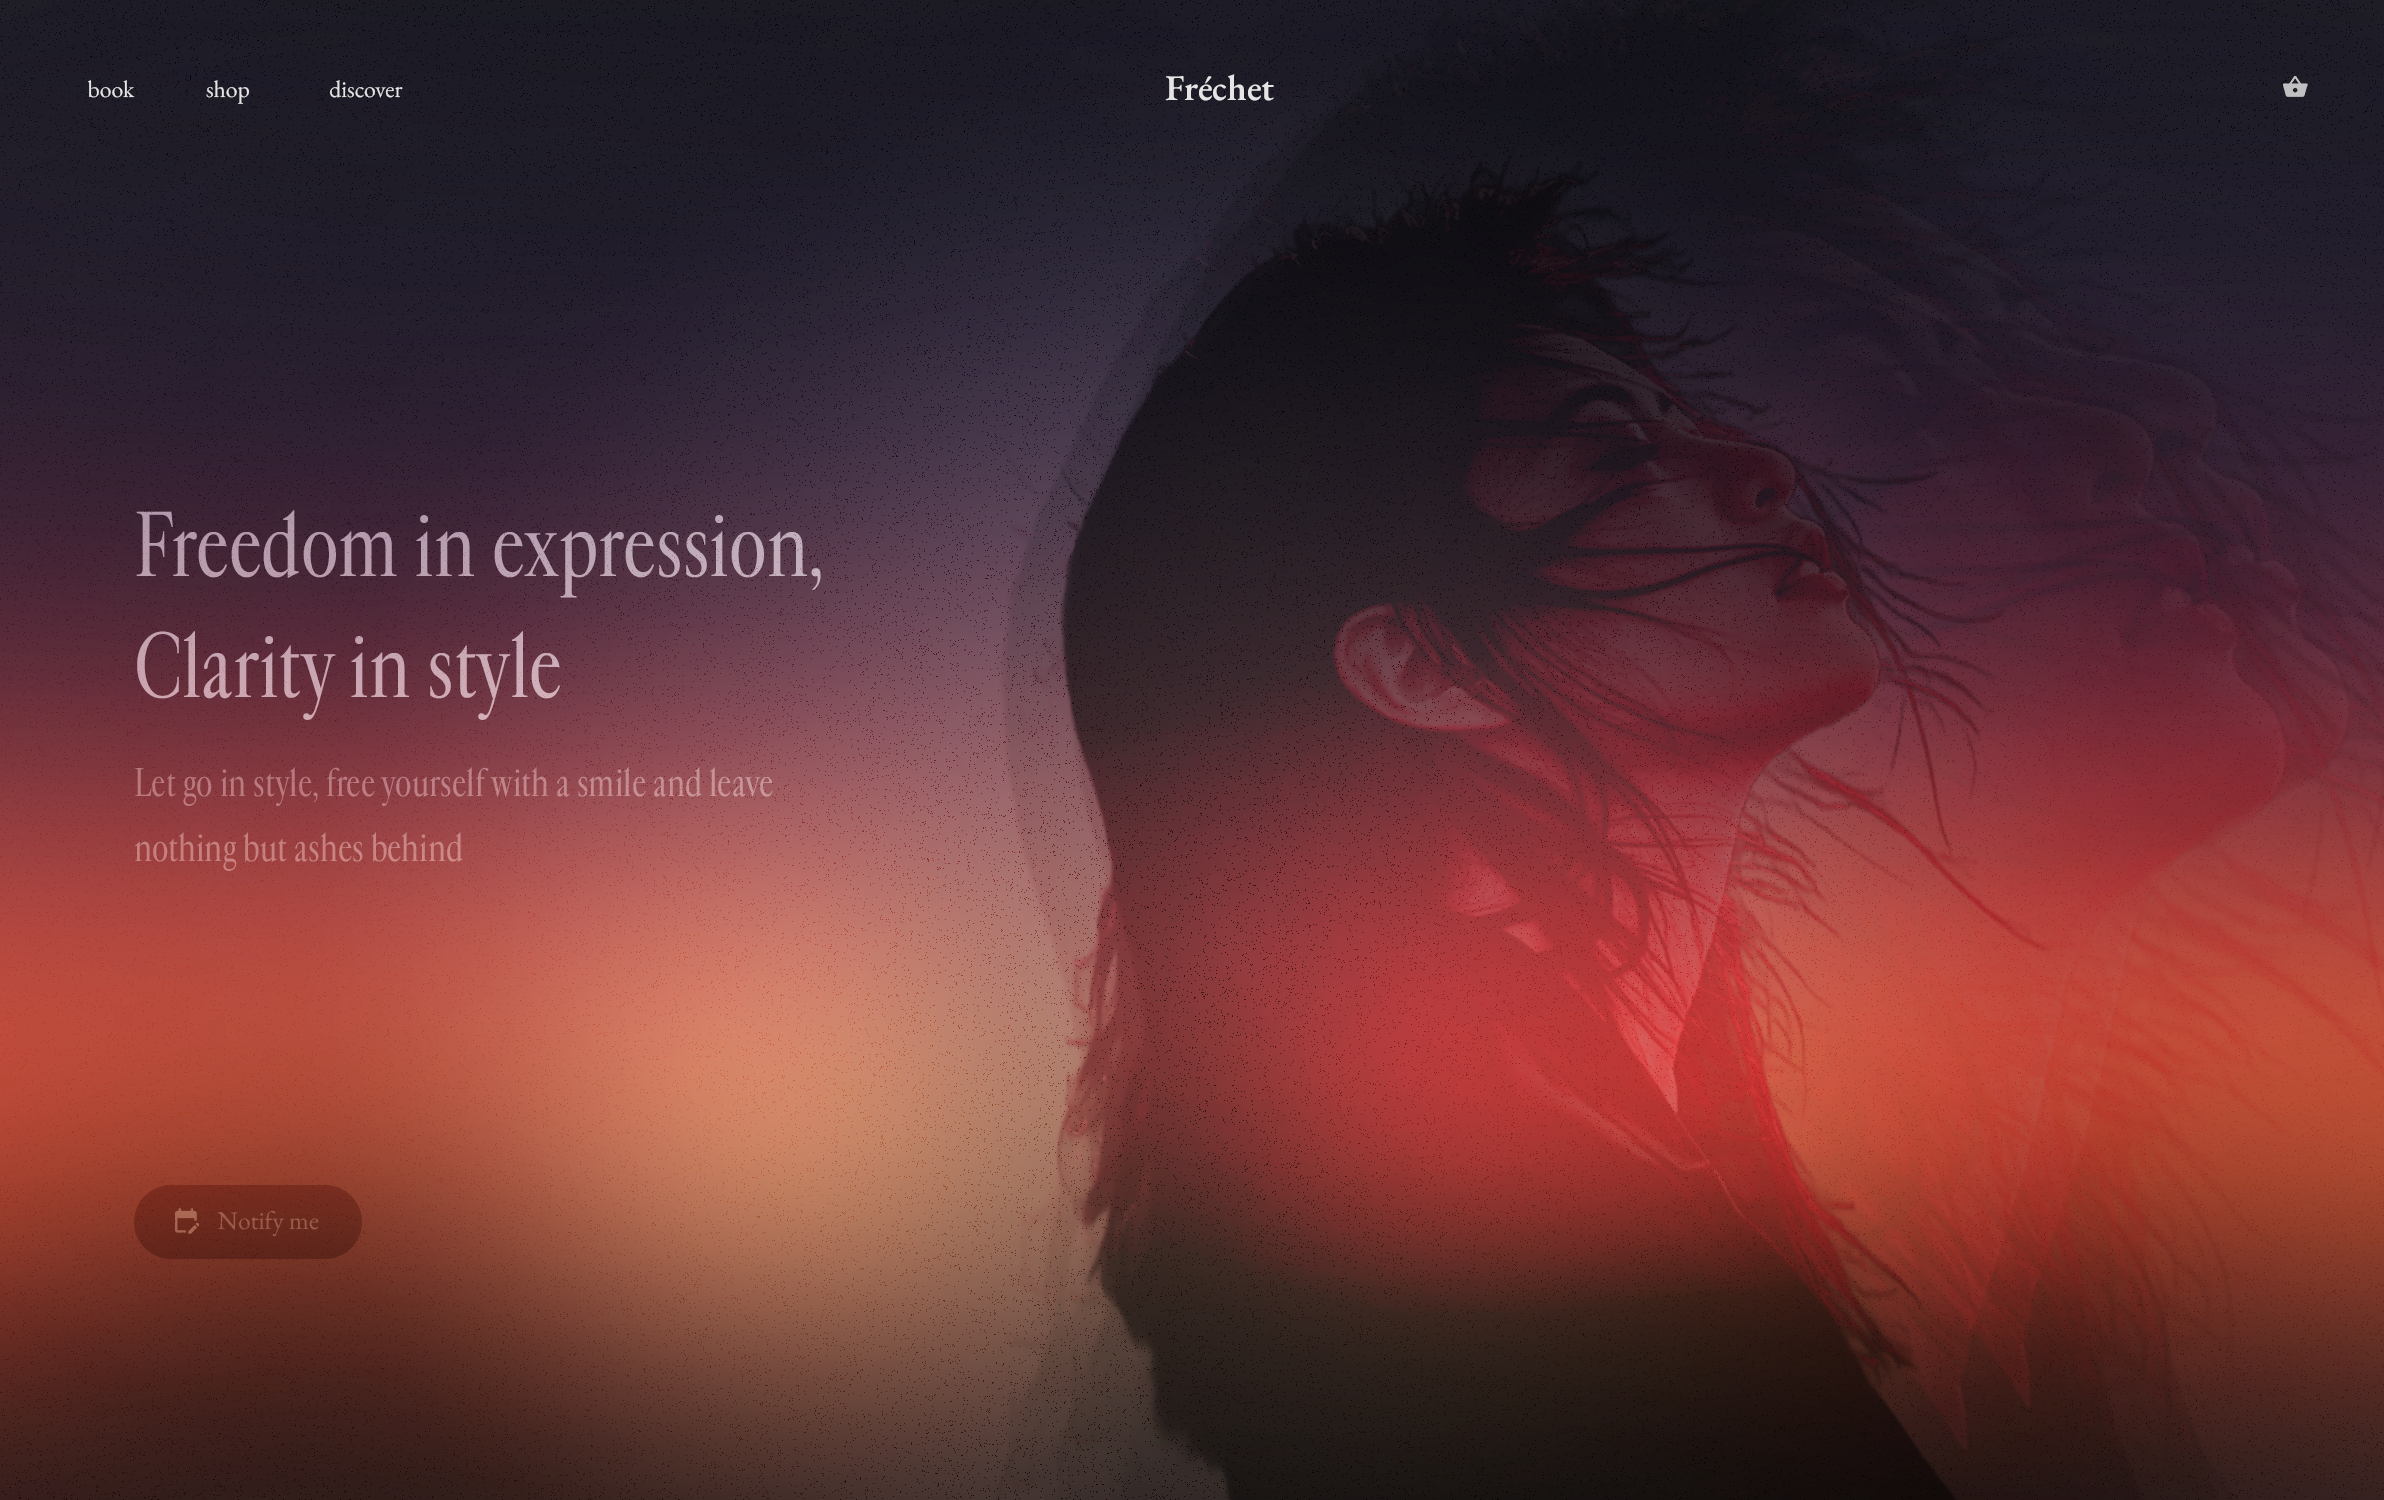 book
shop
discover
Fréchet
Freedom in expression,
Clarity in style
Let go in style, free yourself with a smile and leave
nothing but ashes behind
Notify me